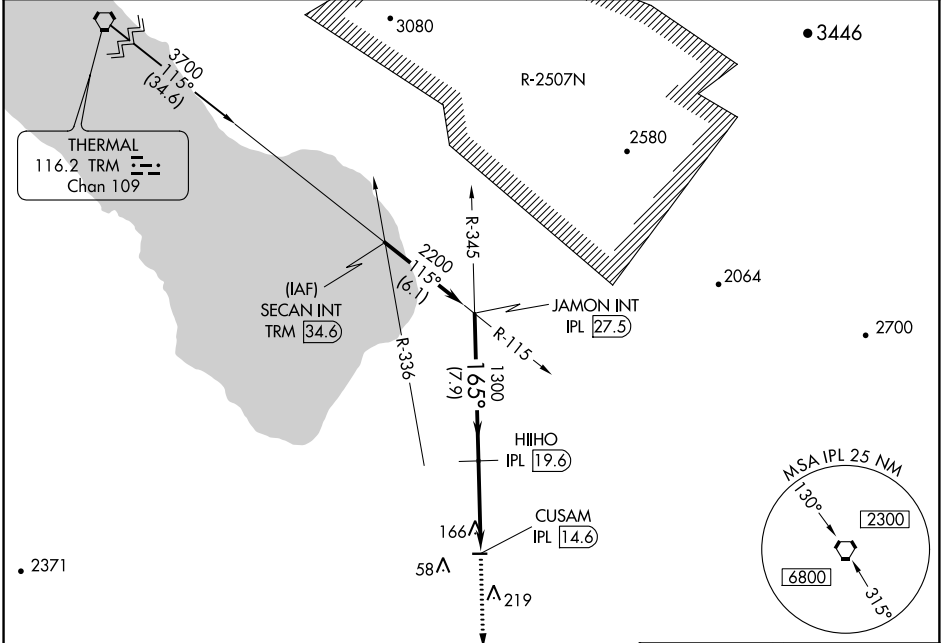 3080
3446
3700
115°
(34.6)
R-2507N
2580
THERMAL
116.2 TRM
Chan 109
R-345
2200
115°
(6.1)
2064
(IAF)
SECAN INT
TRM 34.6
JAMON INT
IPL 27.5
2700
R-336
R-115
1300
165°
(7.9)
HIIHO
IPL 19.6
MSA IPL 25 NM
130°
2300
6800
315°
CUSAM
IPL 14.6
166
58
219
2371